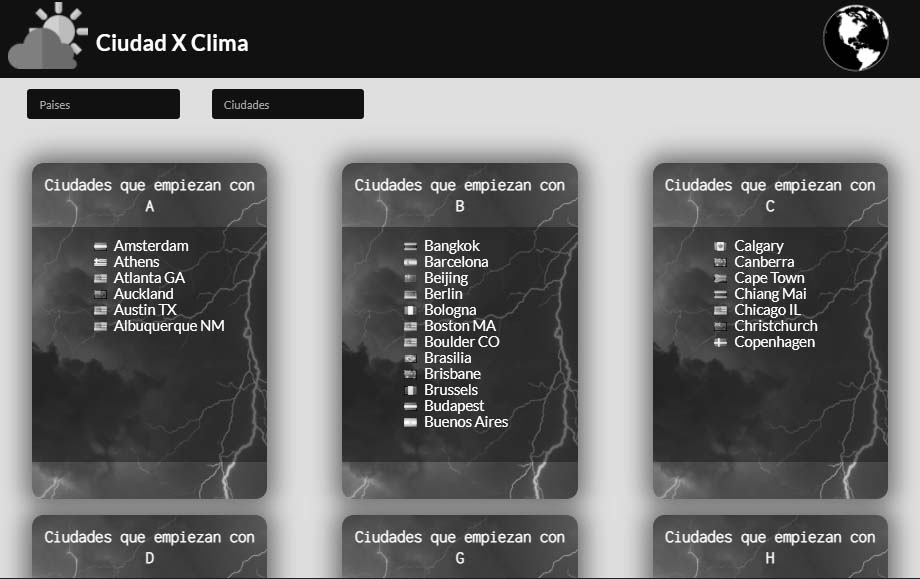 Ciudad X Clima
Paises
Ciudades
Ciudades que empiezan con
A
Amsterdam
Athens
Atlanta GA
Auckland
Austin TX
Albuquerque NM
Ciudades que empiezan con
B
Bangkok
Barcelona
Beijing
Berlin
Bologna
Boston MA
Boulder CO
Brasilia
Brisbane
Brussels
Budapest
Buenos Aires
Ciudades que empiezan con
C
Calgary
Canberra
Cape Town
Chiang Mai
Chicago IL
Christchurch
Copenhagen
Ciudades que empiezan con
D
Ciudades que empiezan con
G
Ciudades que empiezan con
H